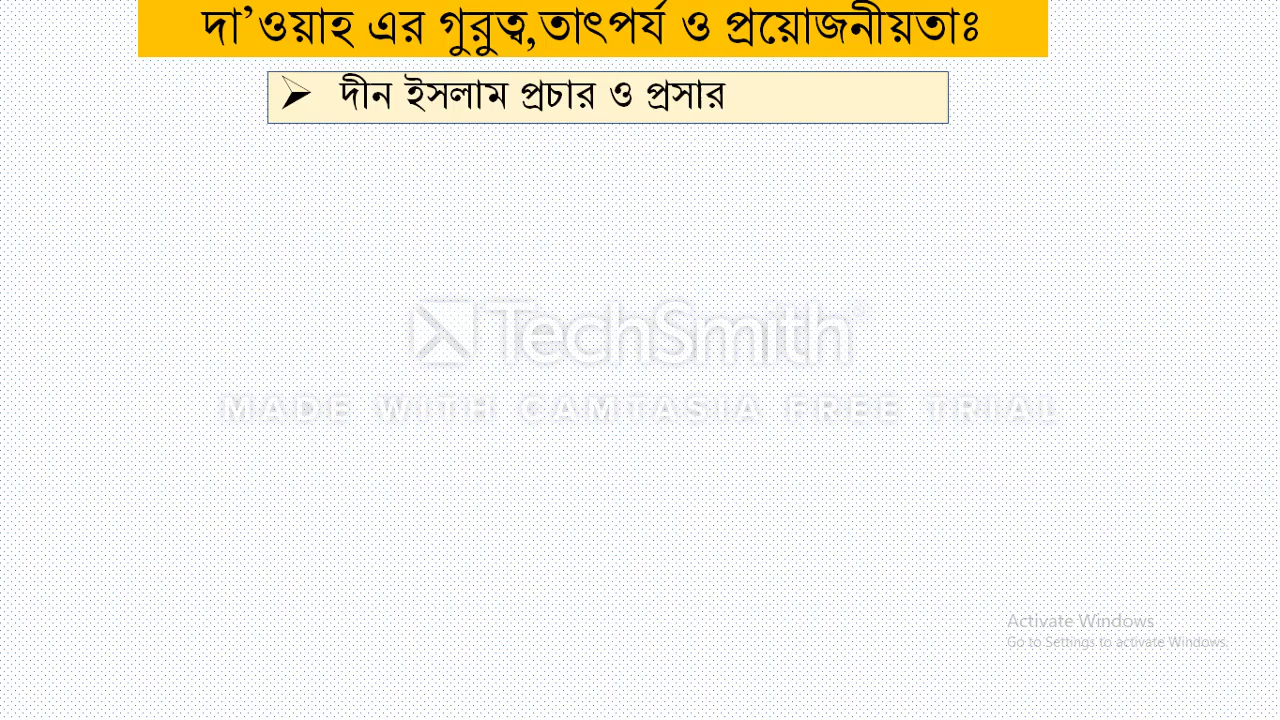 দা’ওয়াহ এর গুরুত্ব,তাৎপর্য ও প্রয়োজনীয়তাঃ
➢ দীন ইসলাম প্রচার ও প্রসার
TechSmith®
MADE WITH CAMTASIA FREE TRIAL
Activate Windows
Go to Settings to activate Windows.